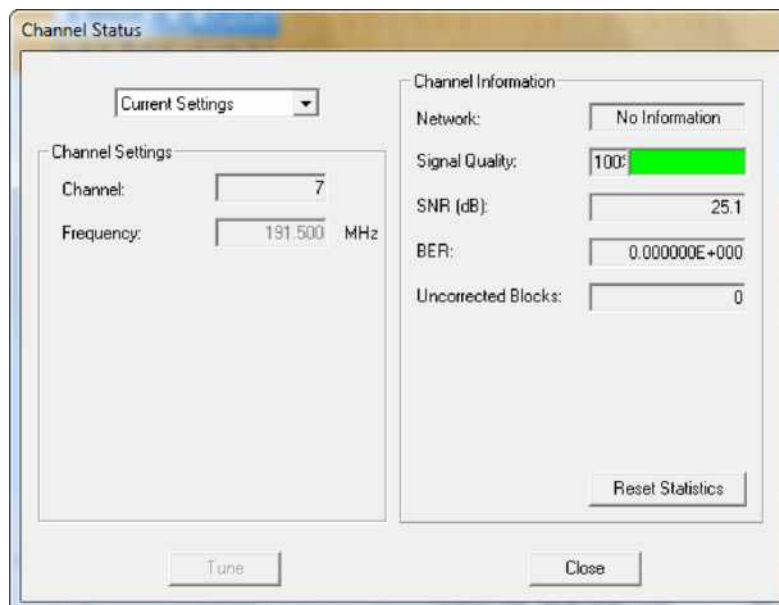 Channel Status
Current Settings
Channel Settings
Channel: 7
Frequency: 191.500 MHz
Channel Information
Network: No Information
Signal Quality: 100%
SNR (dB): 25.1
BER: 0.000000E+000
Uncorrected Blocks: 0
Reset Statistics
Tune
Close